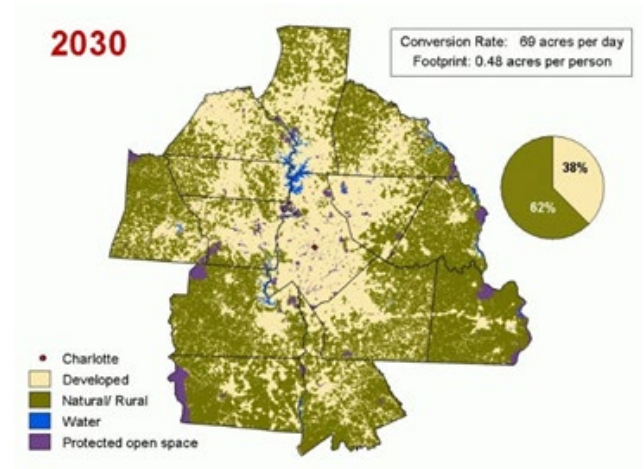 2030
Conversion Rate: 69 acres per day
Footprint: 0.48 acres per person
38%
62%
Charlotte
Developed
Natural/ Rural
Water
Protected open space